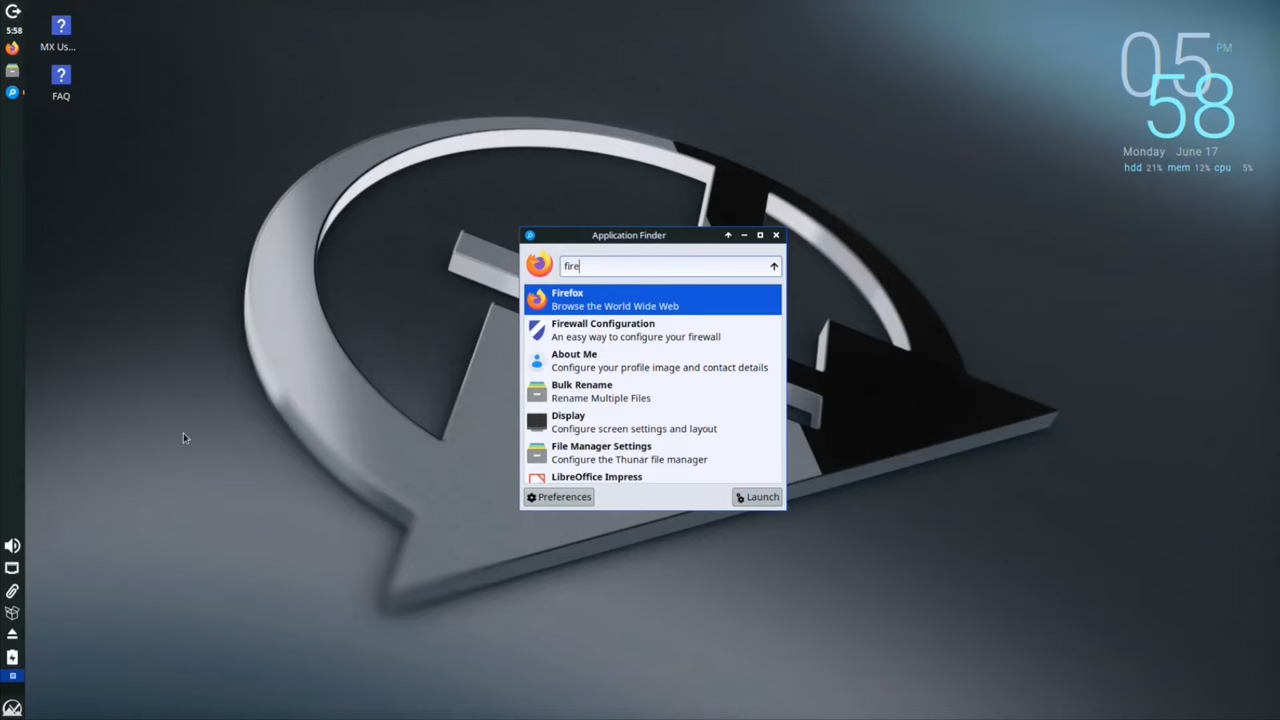 5:58
MX Us...
FAQ
05 PM
58
Monday June 17
hdd 21% mem 12% cpu 5%
Application Finder
fire
Firefox
Browse the World Wide Web
Firewall Configuration
An easy way to configure your firewall
About Me
Configure your profile image and contact details
Bulk Rename
Rename Multiple Files
Display
Configure screen settings and layout
File Manager Settings
Configure the Thunar file manager
LibreOffice Impress
Preferences
Launch